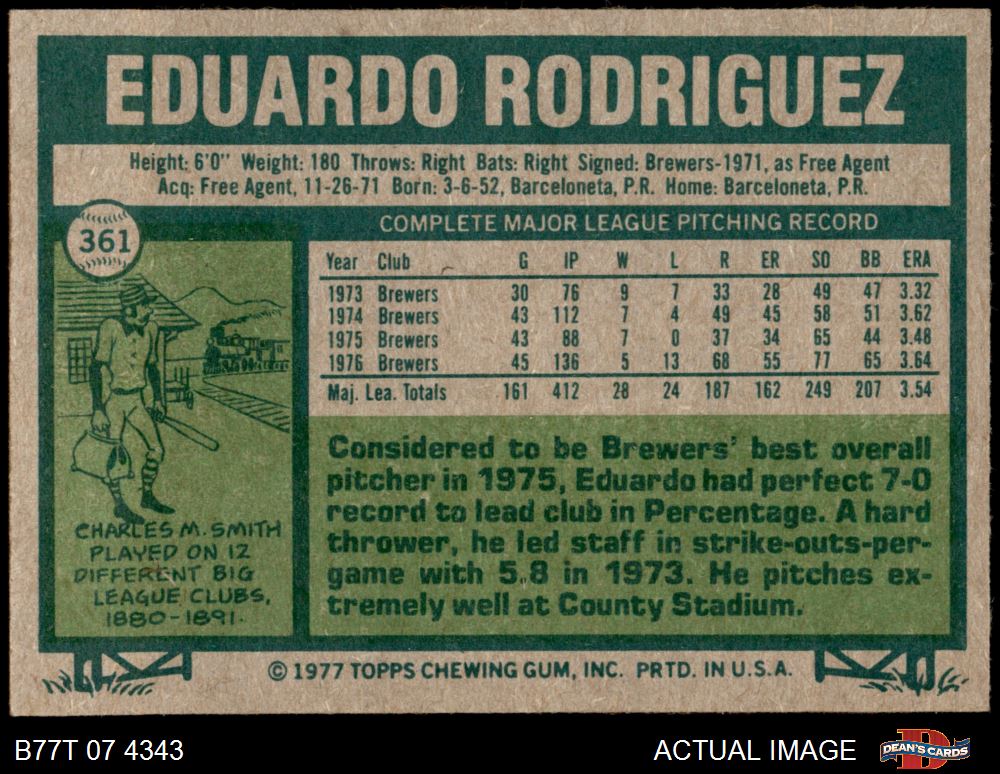 EDUARDO RODRIGUEZ
Height: 6'0" Weight: 180 Throws: Right Bats: Right Signed: Brewers-1971, as Free Agent
Acq: Free Agent, 11-26-71 Born: 3-6-52, Barceloneta, P.R. Home: Barceloneta, P.R.
361
COMPLETE MAJOR LEAGUE PITCHING RECORD
Year Club G IP W L R ER SO BB ERA
1973 Brewers 30 76 9 7 33 28 49 47 3.32
1974 Brewers 43 112 7 4 49 45 58 51 3.62
1975 Brewers 43 88 7 0 37 34 65 44 3.48
1976 Brewers 45 136 5 13 68 55 77 65 3.64
Maj. Lea. Totals 161 412 28 24 187 162 249 207 3.54
Considered to be Brewers' best overall
pitcher in 1975, Eduardo had perfect 7-0
record to lead club in Percentage. A hard
thrower, he led staff in strike-outs-per-
game with 5.8 in 1973. He pitches ex-
tremely well at County Stadium.
CHARLES M. SMITH
PLAYED ON 12
DIFFERENT BIG
LEAGUE CLUBS,
1880-1891.
© 1977 TOPPS CHEWING GUM, INC. PRTD. IN U.S.A.
B77T 07 4343
ACTUAL IMAGE
DEAN'S CARDS